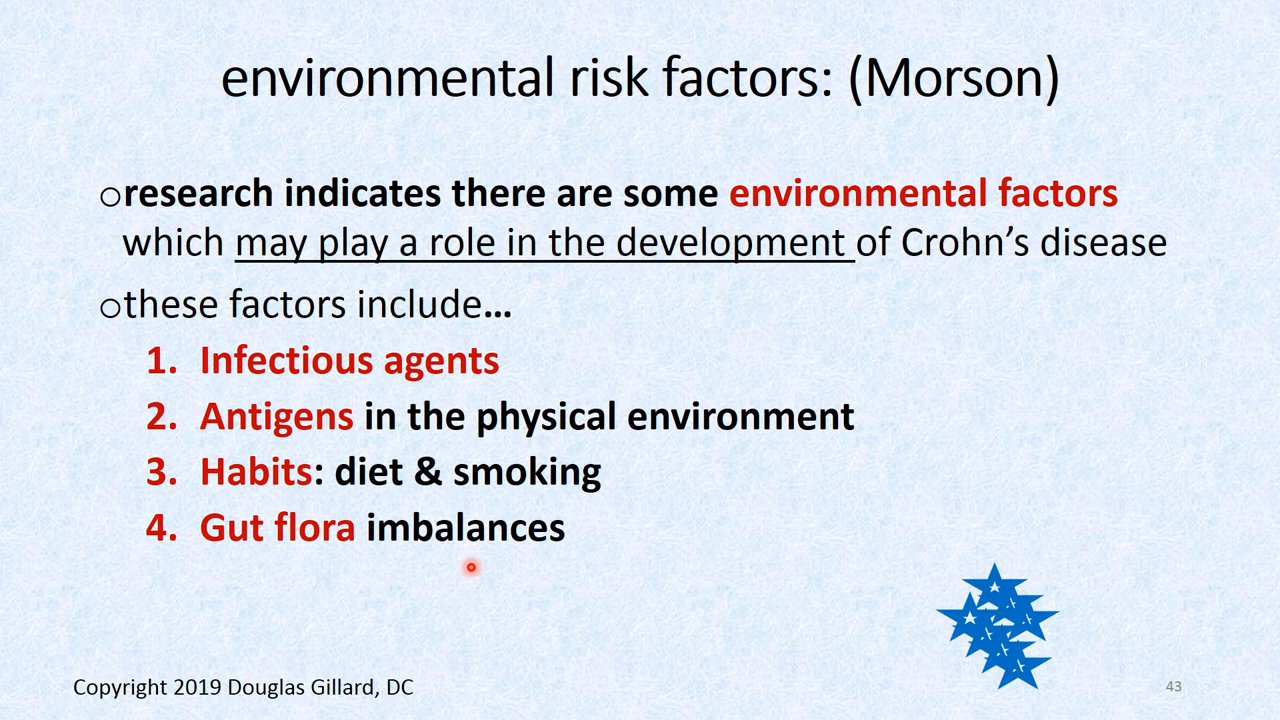 environmental risk factors: (Morson)
oresearch indicates there are some environmental factors
which may play a role in the development of Crohn's disease
othese factors include...
1. Infectious agents
2. Antigens in the physical environment
3. Habits: diet & smoking
4. Gut flora imbalances
Copyright 2019 Douglas Gillard, DC
43